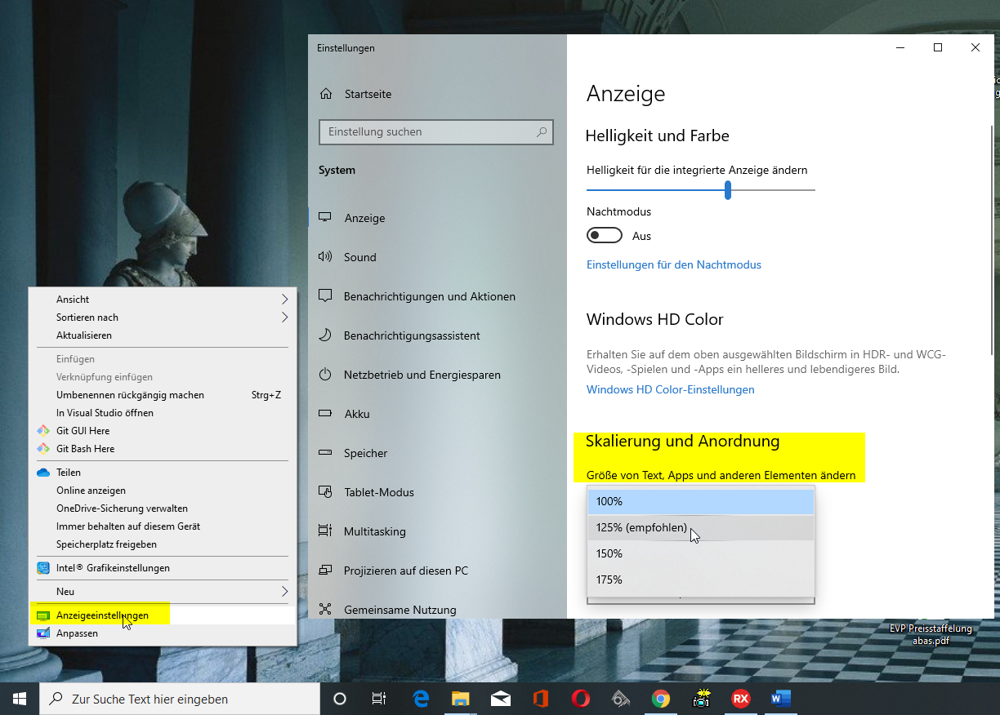 Einstellungen
Startseite
Einstellung suchen
System
Anzeige
Sound
Benachrichtigungen und Aktionen
Benachrichtigungsassistent
Netzbetrieb und Energiesparen
Akku
Speicher
Tablet-Modus
Multitasking
Projizieren auf diesen PC
Gemeinsame Nutzung
Anzeige
Helligkeit und Farbe
Helligkeit für die integrierte Anzeige ändern
Nachtmodus
Aus
Einstellungen für den Nachtmodus
Windows HD Color
Erhalten Sie auf dem oben ausgewählten Bildschirm in HDR- und WCG-
Videos, -Spielen und -Apps ein helleres und lebendigeres Bild.
Windows HD Color-Einstellungen
Skalierung und Anordnung
Größe von Text, Apps und anderen Elementen ändern
100%
125% (empfohlen)
150%
175%
Ansicht
Sortieren nach
Aktualisieren
Einfügen
Verknüpfung einfügen
Umbenennen rückgängig machen Strg+Z
In Visual Studio öffnen
Git GUI Here
Git Bash Here
Teilen
Online anzeigen
OneDrive-Sicherung verwalten
Immer behalten auf diesem Gerät
Speicherplatz freigeben
Intel® Grafikeinstellungen
Neu
Anzeigeeinstellungen
Anpassen
EVP Preisstaffelung
abas.pdf
Zur Suche Text hier eingeben
RX
W